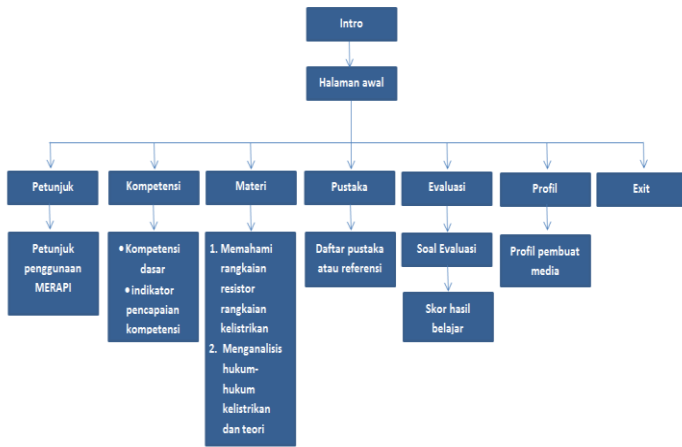 Intro
Halaman awal
Petunjuk
Kompetensi
Materi
Pustaka
Evaluasi
Profil
Exit
Petunjuk
penggunaan
MERAPI
•Kompetensi
dasar
•indikator
pencapaian
kompetensi
1. Memahami
rangkaian
resistor
rangkaian
kelistrikan
2. Menganalisis
hukum-
hukum
kelistrikan
dan teori
Daftar pustaka
atau referensi
Soal Evaluasi
Skor hasil
belajar
Profil pembuat
media